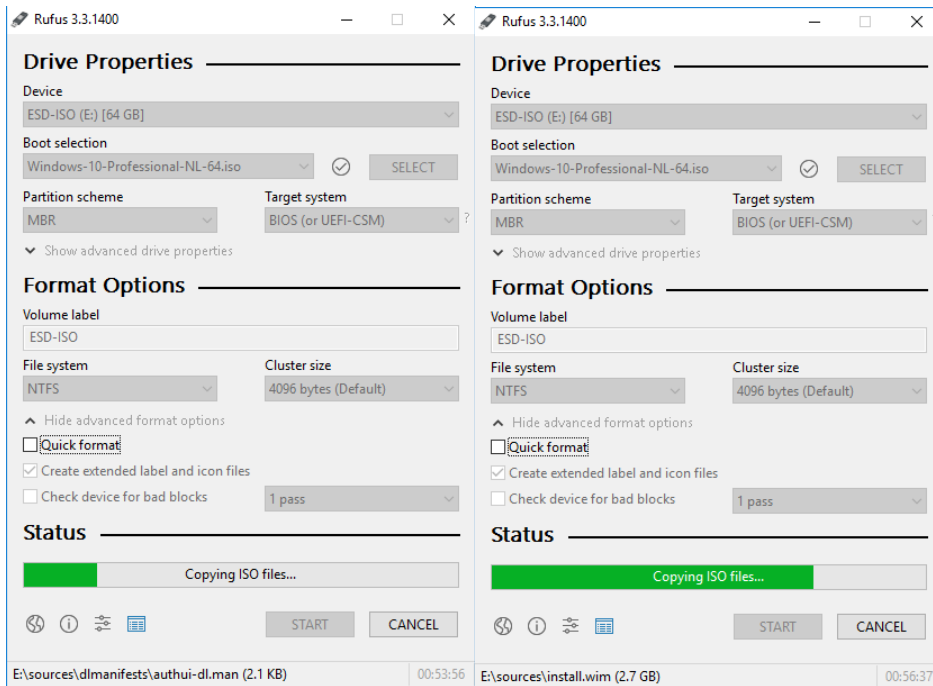 Rufus 3.3.1400
Drive Properties
Device
ESD-ISO (E:) [64 GB]
Boot selection
Windows-10-Professional-NL-64.iso
SELECT
Partition scheme
Target system
MBR
BIOS (or UEFI-CSM)
?
Show advanced drive properties
Format Options
Volume label
ESD-ISO
File system
Cluster size
NTFS
4096 bytes (Default)
Hide advanced format options
Quick format
Create extended label and icon files
Check device for bad blocks
1 pass
Status
Copying ISO files...
START
CANCEL
E:\sources\dlmanifests\authui-dl.man (2.1 KB)
00:53:56
Rufus 3.3.1400
Drive Properties
Device
ESD-ISO (E:) [64 GB]
Boot selection
Windows-10-Professional-NL-64.iso
SELECT
Partition scheme
Target system
MBR
BIOS (or UEFI-CSM)
Show advanced drive properties
Format Options
Volume label
ESD-ISO
File system
Cluster size
NTFS
4096 bytes (Default)
Hide advanced format options
Quick format
Create extended label and icon files
Check device for bad blocks
1 pass
Status
Copying ISO files...
START
CANCEL
E:\sources\install.wim (2.7 GB)
00:56:37